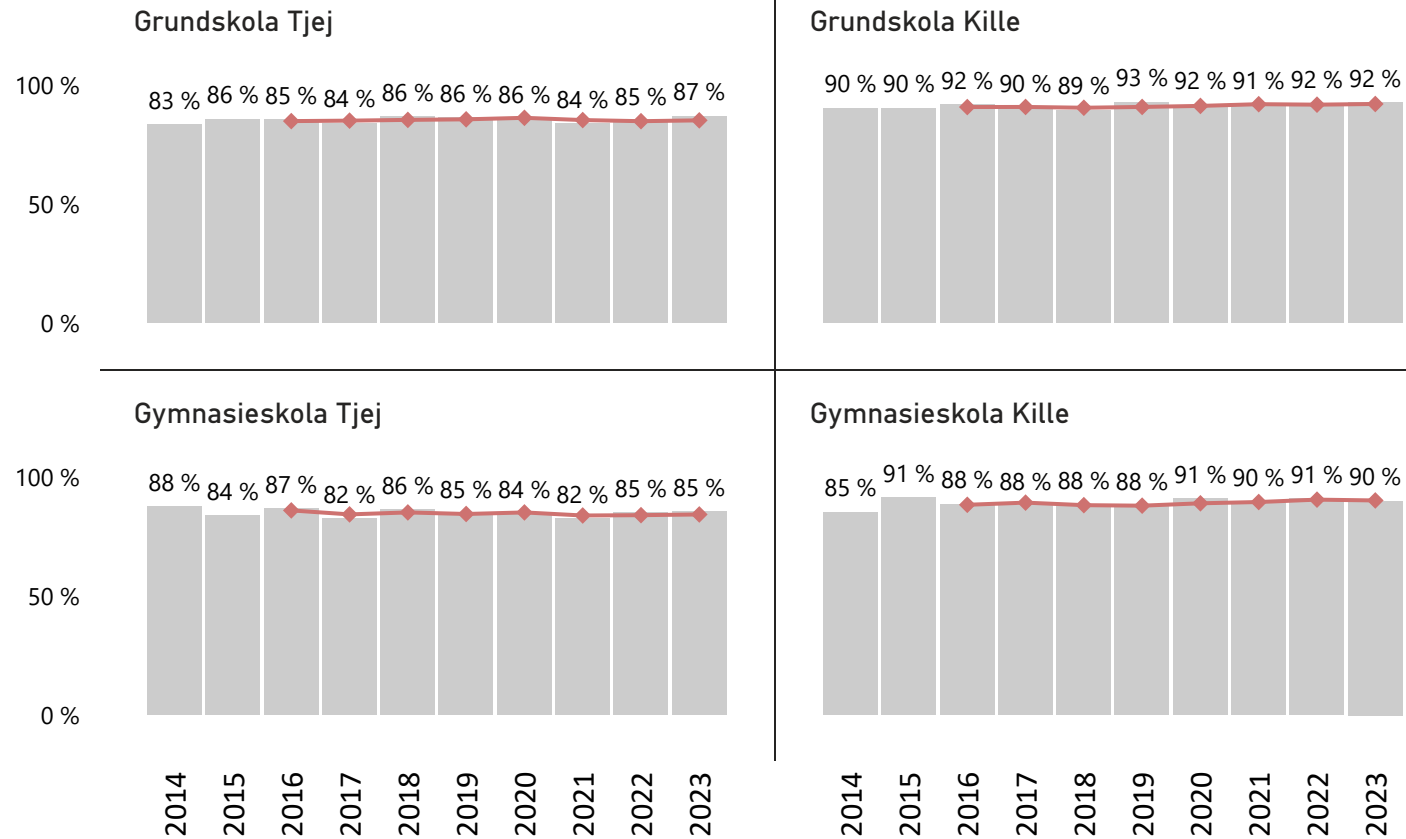 Grundskola Tjej
100 %
50 %
0 %
83 % 86 % 85 % 84 % 86 % 86 % 86 % 84 % 85 % 87 %
Grundskola Kille
90 % 90 % 92 % 90 % 89 % 93 % 92 % 91 % 92 % 92 %
Gymnasieskola Tjej
100 %
50 %
0 %
88 % 84 % 87 % 82 % 86 % 85 % 84 % 82 % 85 % 85 %
2014 2015 2016 2017 2018 2019 2020 2021 2022 2023
Gymnasieskola Kille
85 % 91 % 88 % 88 % 88 % 88 % 91 % 90 % 91 % 90 %
2014 2015 2016 2017 2018 2019 2020 2021 2022 2023